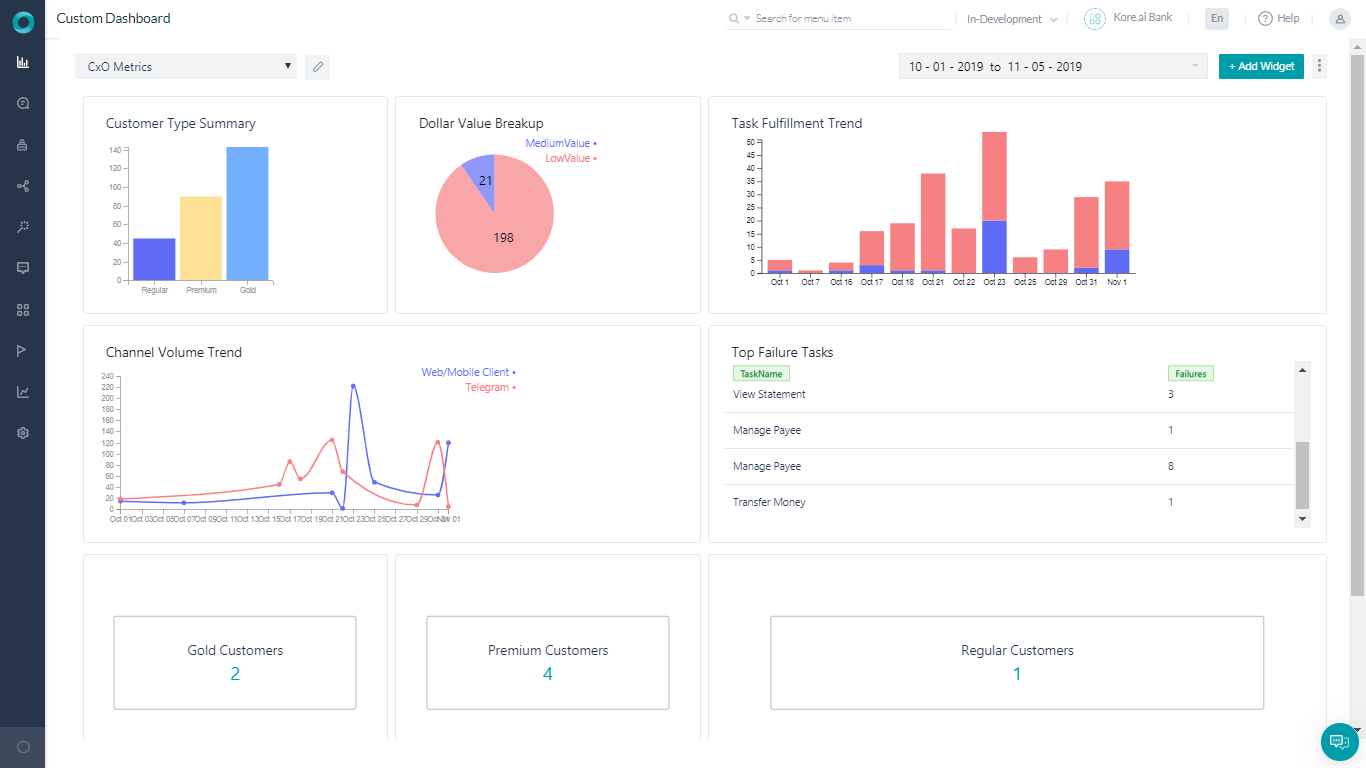 Custom Dashboard
Search for menu item
In-Development
Kore.ai Bank
En
Help
CxO Metrics
10 - 01 - 2019 to 11 - 05 - 2019
+ Add Widget
Customer Type Summary
140
120
100
80
60
40
20
0
Regular Premium Gold
Dollar Value Breakup
MediumValue •
LowValue •
21
198
Task Fulfillment Trend
50
45
40
35
30
25
20
15
10
5
0
Oct 1 Oct 7 Oct 16 Oct 17 Oct 18 Oct 21 Oct 22 Oct 23 Oct 25 Oct 29 Oct 31 Nov 1
Channel Volume Trend
Web/Mobile Client •
Telegram •
240
220
200
180
160
140
120
100
80
60
40
20
0
Oct 01 Oct 03 Oct 05 Oct 07 Oct 09 Oct 11 Oct 13 Oct 15 Oct 17 Oct 19 Oct 21 Oct 23 Oct 25 Oct 27 Oct 29 Nov 01
Top Failure Tasks
TaskName Failures
View Statement 3
Manage Payee 1
Manage Payee 8
Transfer Money 1
Gold Customers
2
Premium Customers
4
Regular Customers
1